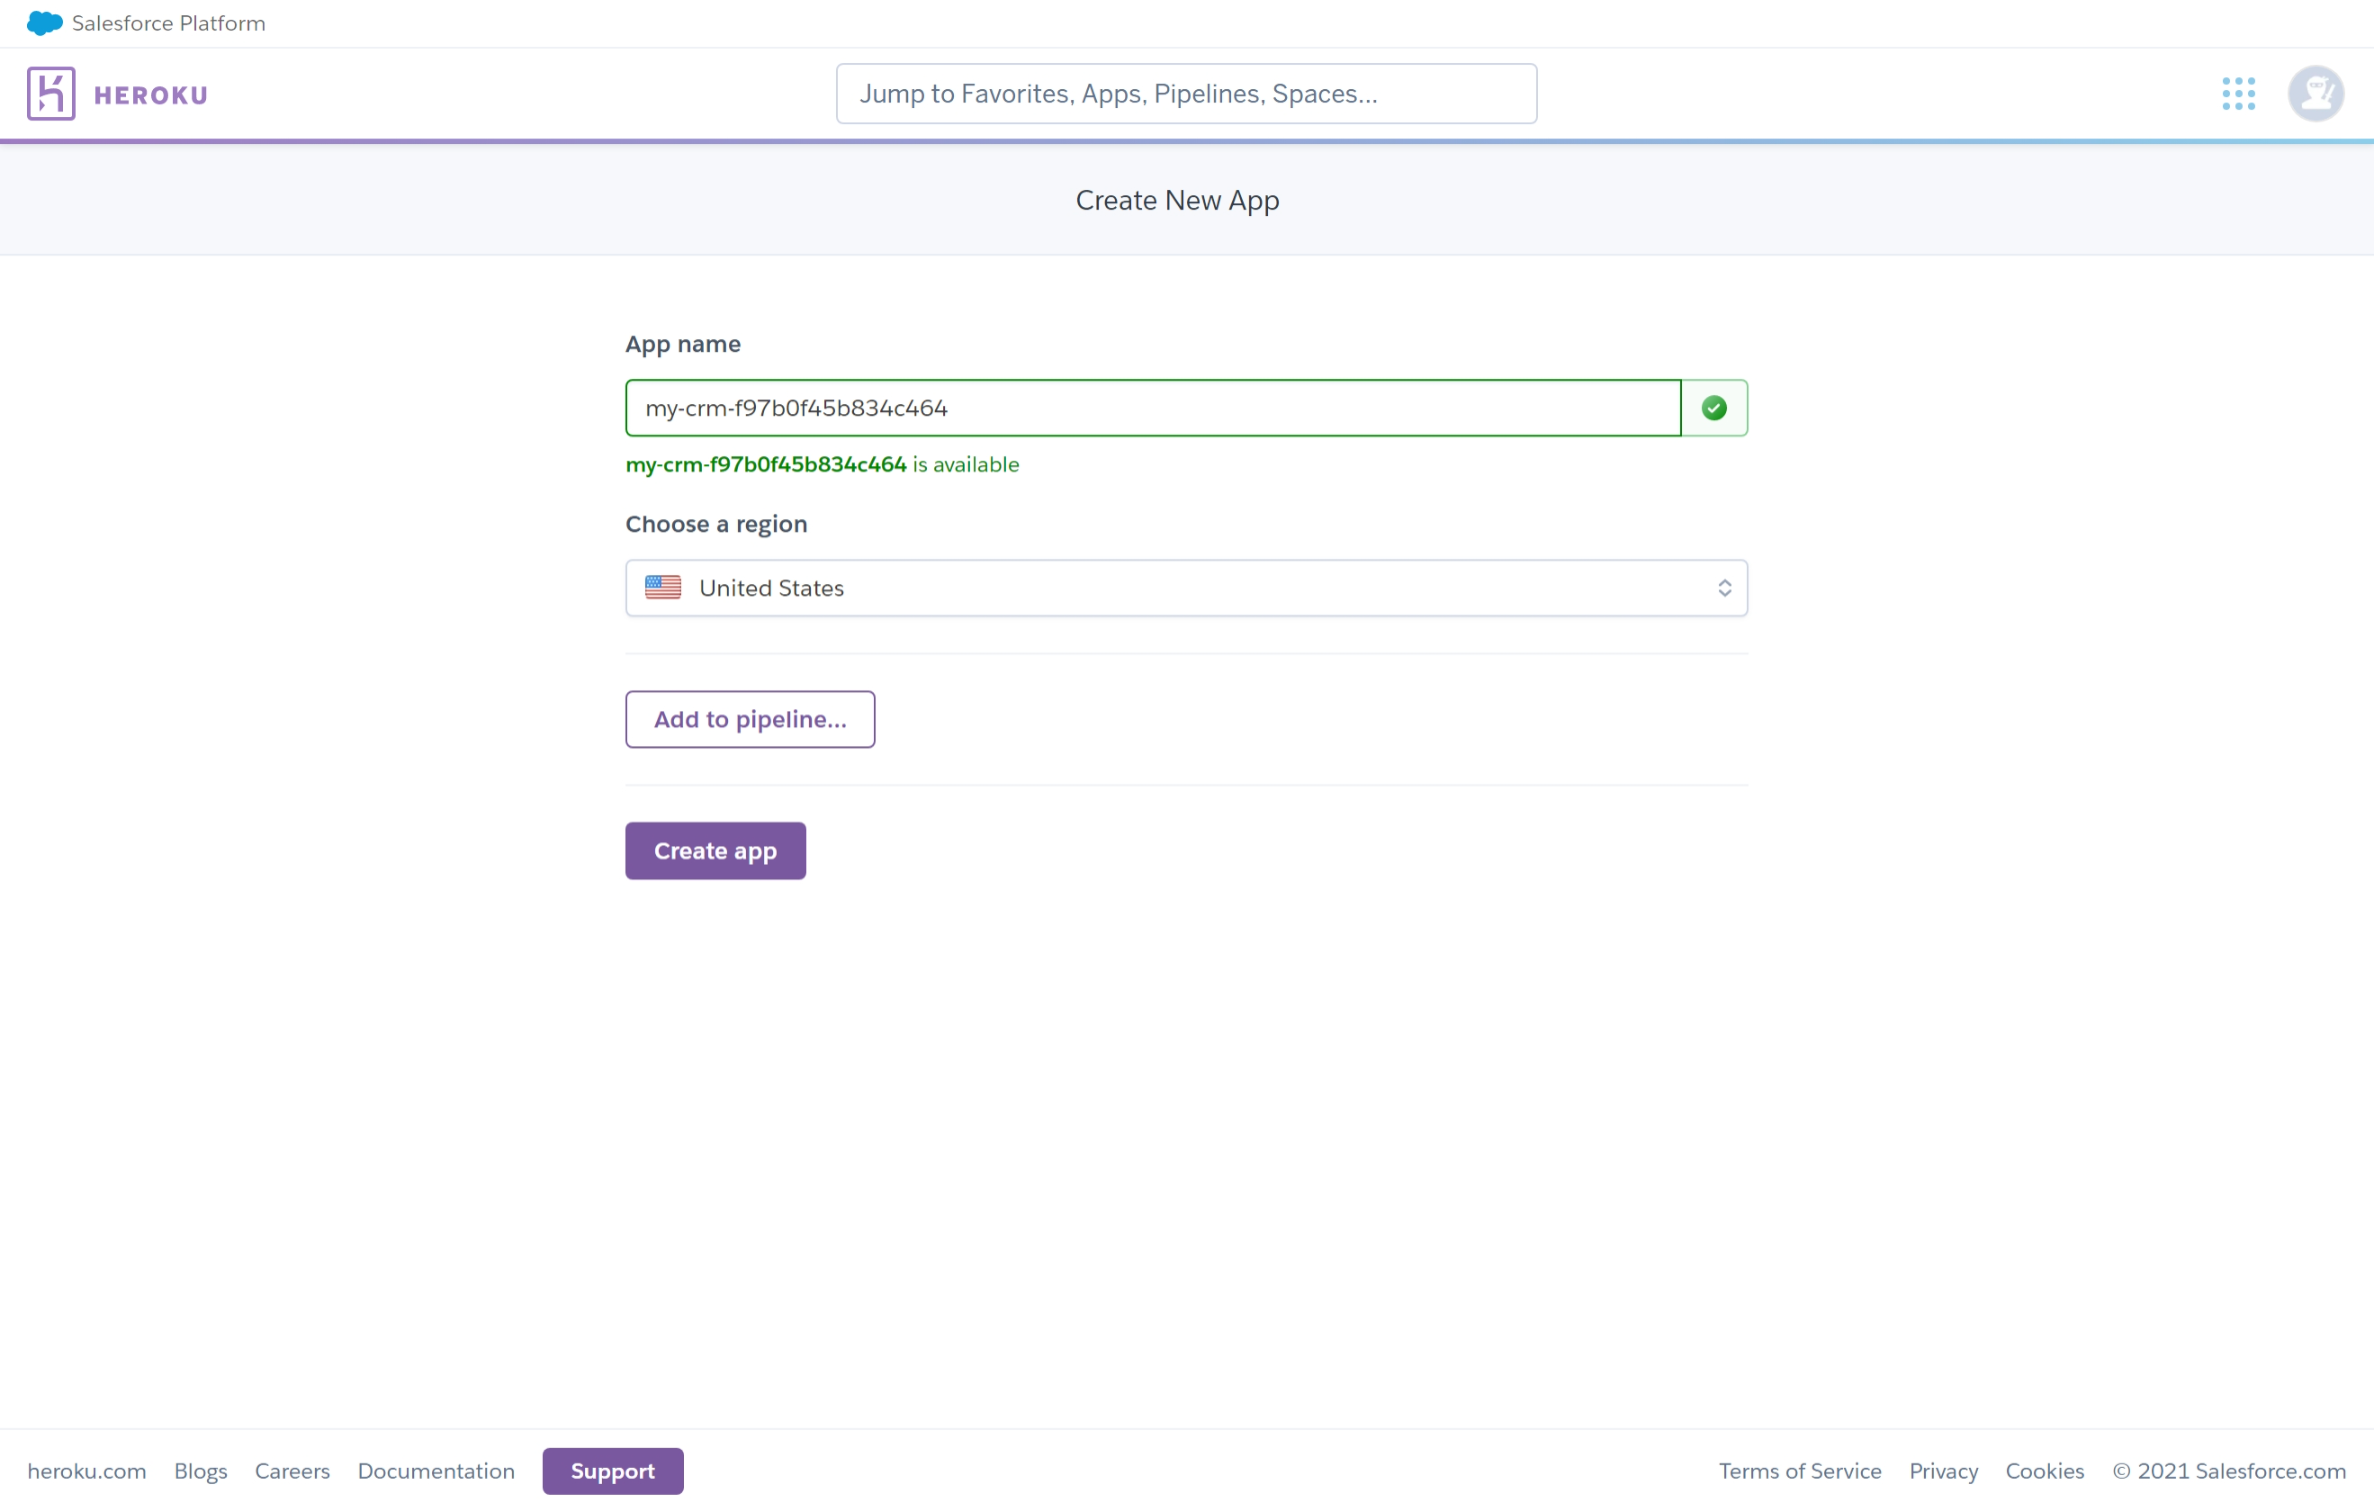 Salesforce Platform
HEROKU
Jump to Favorites, Apps, Pipelines, Spaces...
Create New App
App name
my-crm-f97b0f45b834c464
my-crm-f97b0f45b834c464 is available
Choose a region
United States
Add to pipeline...
Create app
heroku.com Blogs Careers Documentation Support Terms of Service Privacy Cookies © 2021 Salesforce.com